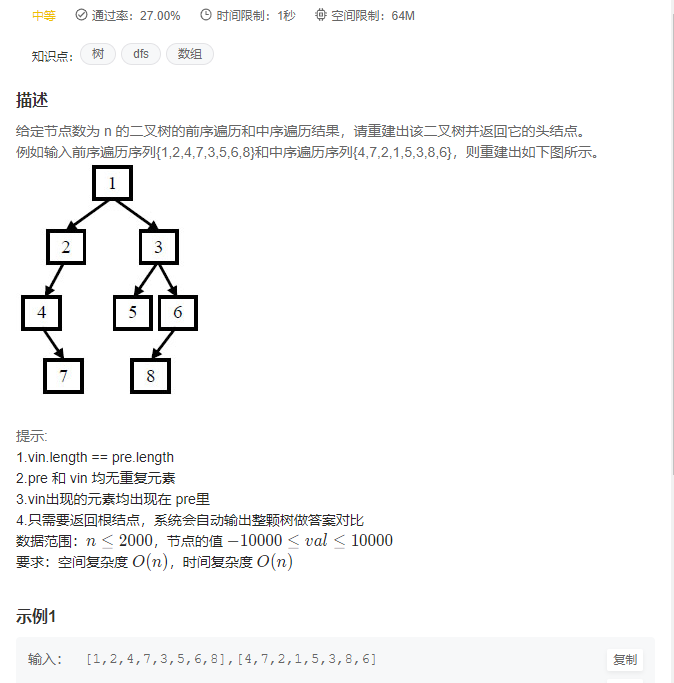 中等 通过率：27.00% 时间限制：1秒 空间限制：64M
知识点： 树 dfs 数组
描述
给定节点数为 n 的二叉树的前序遍历和中序遍历结果，请重建出该二叉树并返回它的头结点。
例如输入前序遍历序列{1,2,4,7,3,5,6,8}和中序遍历序列{4,7,2,1,5,3,8,6}，则重建出如下图所示。
1
2 3
4 5 6
7 8
提示:
1.vin.length == pre.length
2.pre 和 vin 均无重复元素
3.vin出现的元素均出现在 pre里
4.只需要返回根结点，系统会自动输出整颗树做答案对比
数据范围：n ≤ 2000，节点的值 −10000 ≤ val ≤ 10000
要求：空间复杂度 O(n)，时间复杂度 O(n)
示例1
输入： [1,2,4,7,3,5,6,8],[4,7,2,1,5,3,8,6] 复制